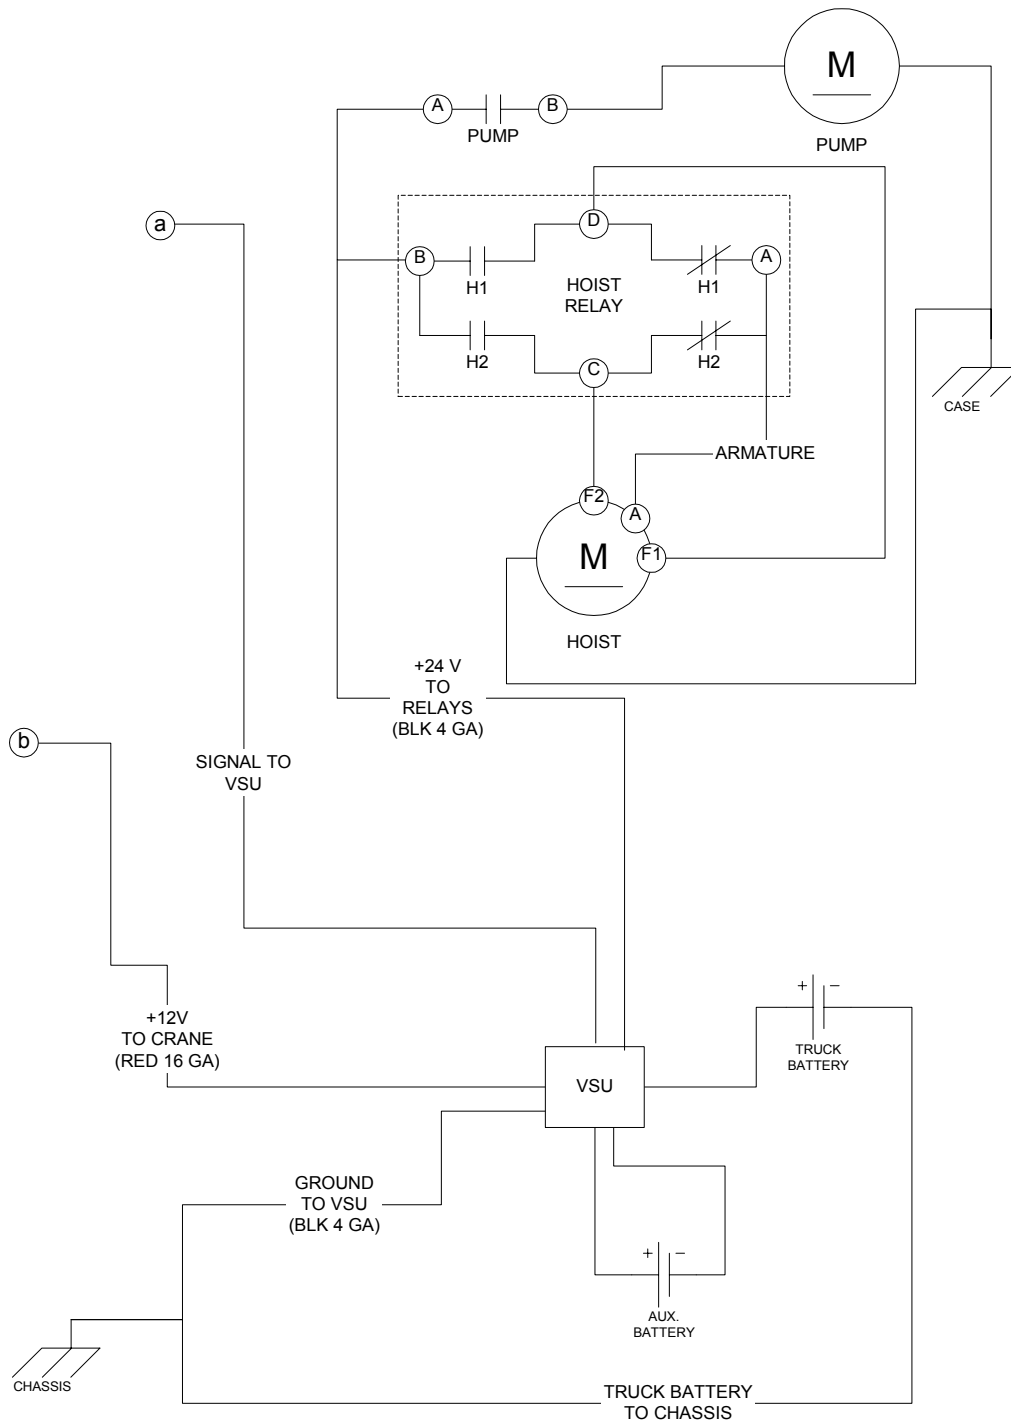 M
A
B
PUMP
PUMP
a
D
B
A
H1
HOIST
RELAY
H1
H2
H2
C
CASE
ARMATURE
F2
A
M
F1
HOIST
+24 V
TO
RELAYS
(BLK 4 GA)
b
SIGNAL TO
VSU
+ −
+12V
TO CRANE
(RED 16 GA)
TRUCK
BATTERY
VSU
GROUND
TO VSU
(BLK 4 GA)
+ −
AUX.
BATTERY
CHASSIS
TRUCK BATTERY
TO CHASSIS